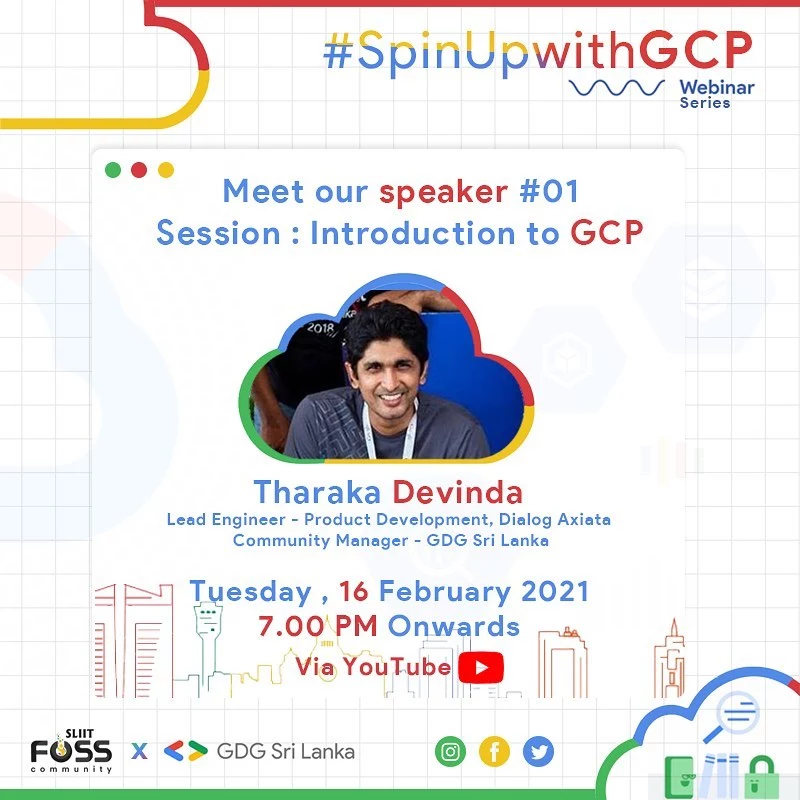 #SpinUpwithGCP
Webinar
Series
Meet our speaker #01
Session : Introduction to GCP
2018
Tharaka Devinda
Lead Engineer - Product Development, Dialog Axiata
Community Manager - GDG Sri Lanka
Tuesday , 16 February 2021
7.00 PM Onwards
Via YouTube
SLIIT
FOSS
community
X
GDG Sri Lanka